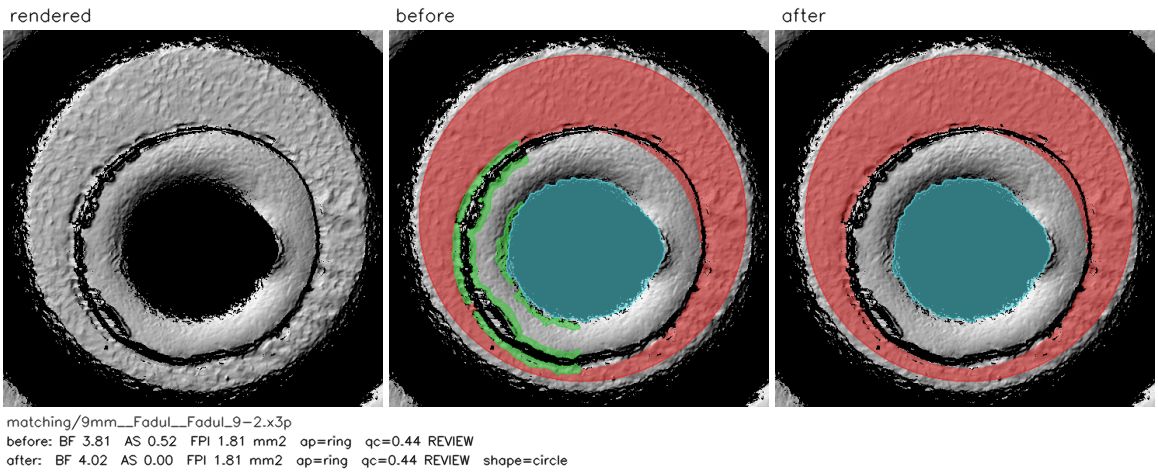 rendered
before
after
matching/9mm__Fadul__Fadul_9-2.x3p
before: BF 3.81 AS 0.52 FPI 1.81 mm2 ap=ring qc=0.44 REVIEW
after: BF 4.02 AS 0.00 FPI 1.81 mm2 ap=ring qc=0.44 REVIEW shape=circle